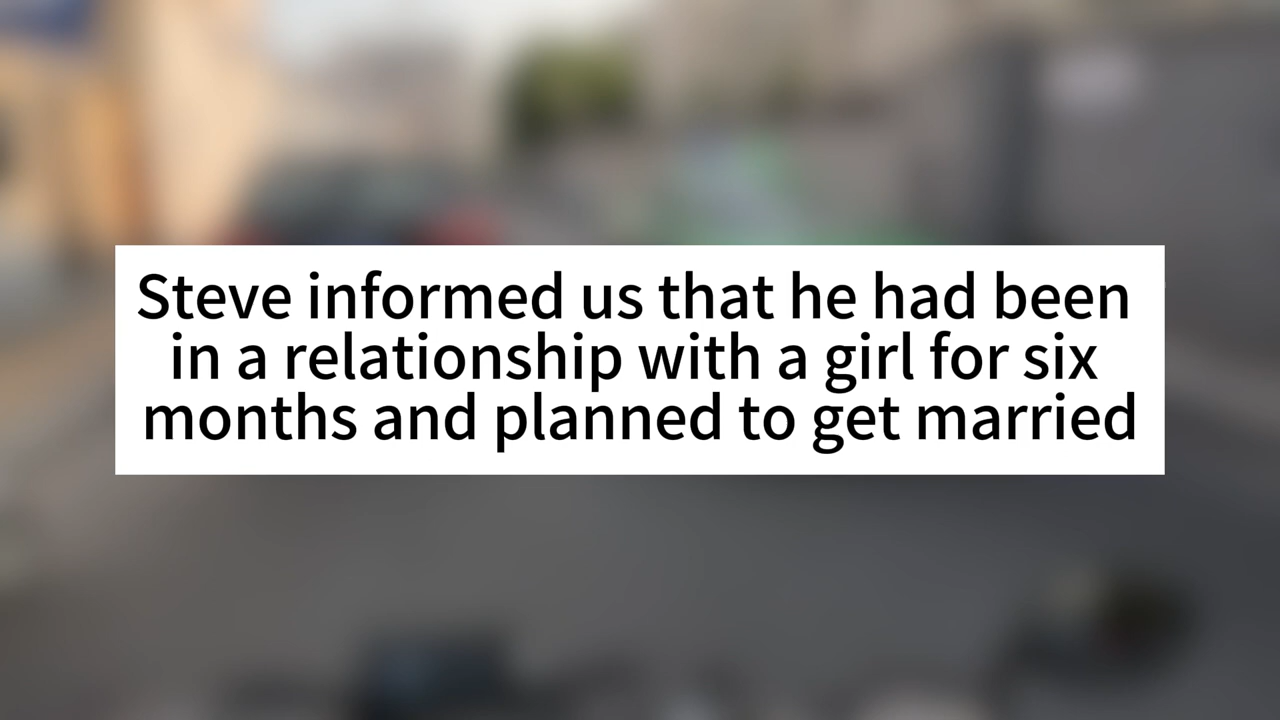 Steve informed us that he had been
in a relationship with a girl for six
months and planned to get married